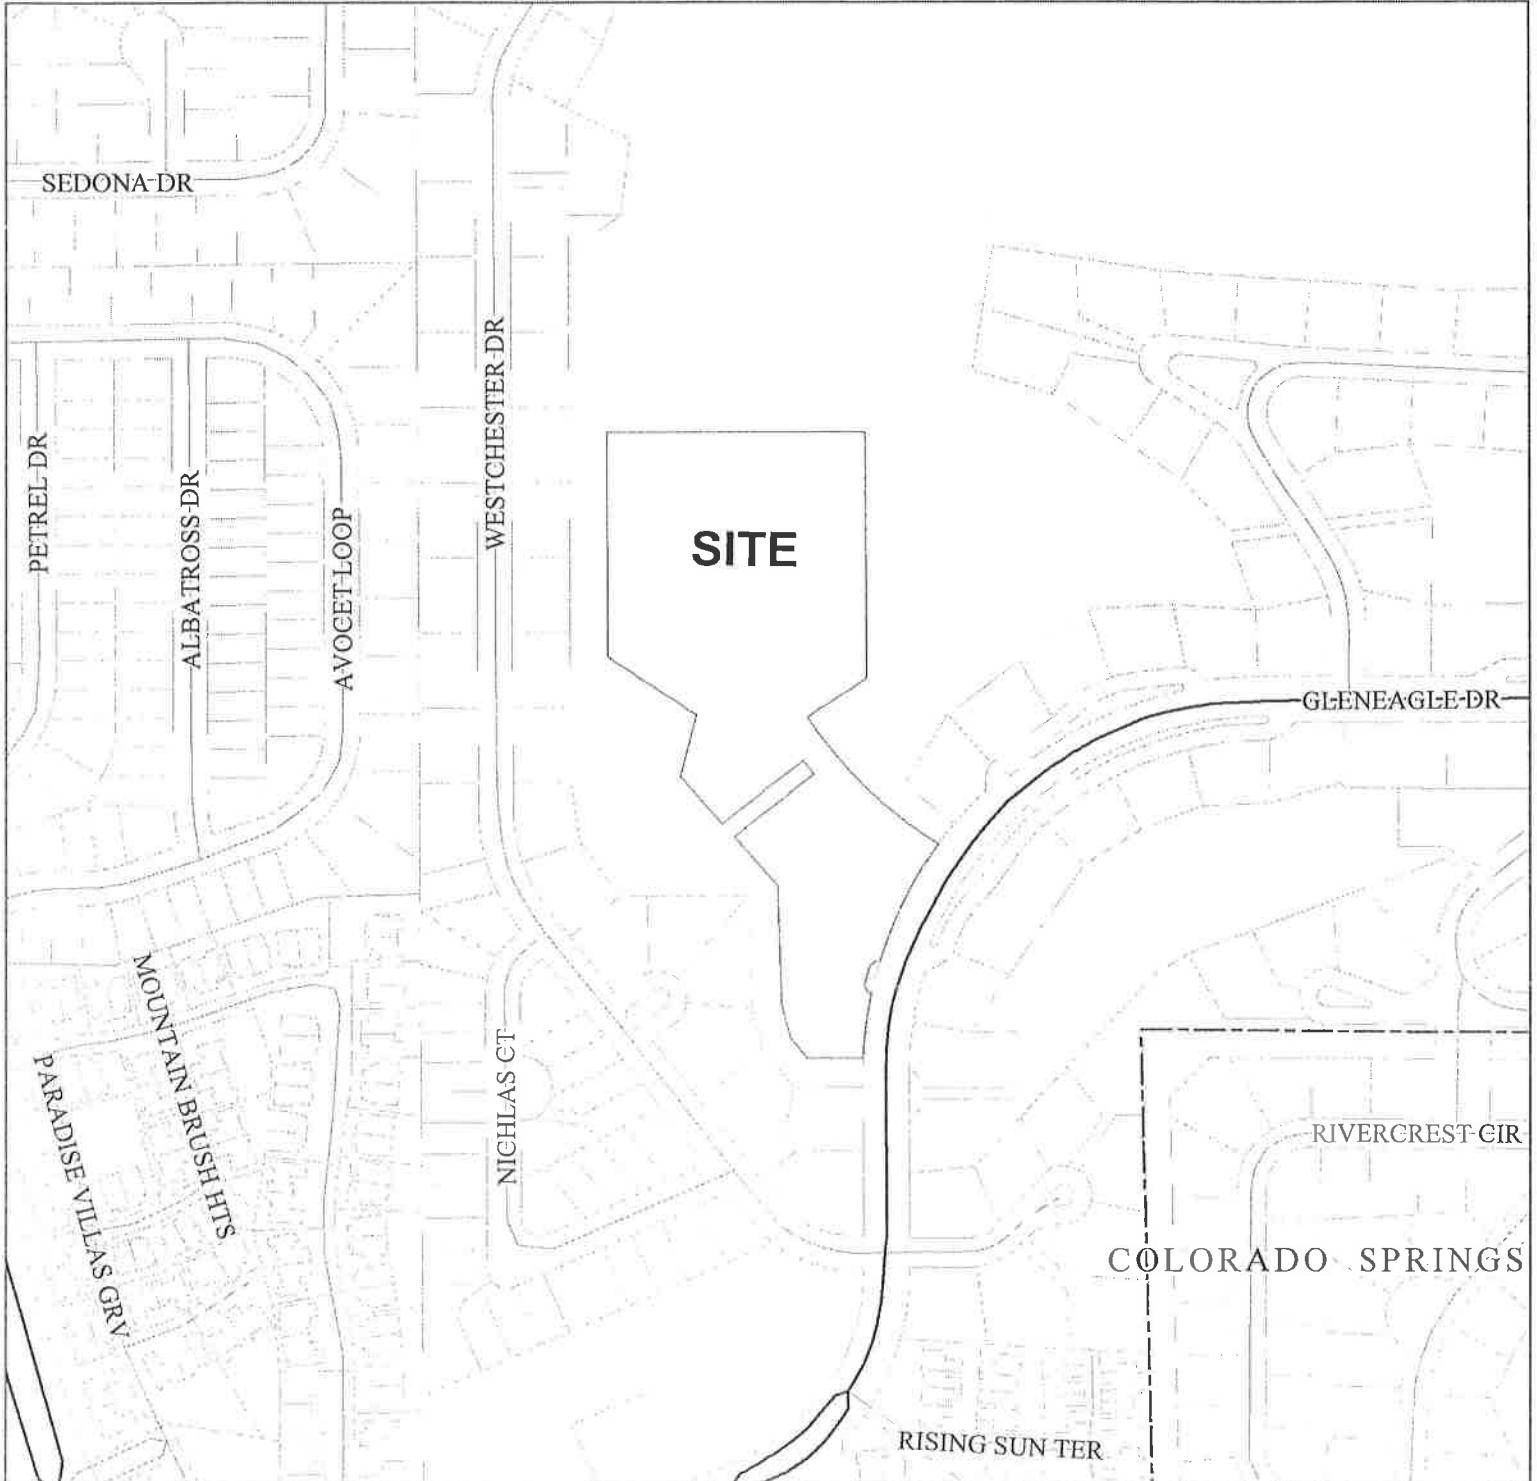 SEDONA DR
WESTCHESTER DR
PETREL DR
ALBATROSS DR
AVOCET LOOP
SITE
GLENEAGLE DR
MOUNTAIN BRUSH HTS
PARADISE VILLAS GRV
NICHLAS CT
RIVERCREST CIR
COLORADO SPRINGS
RISING SUN TER